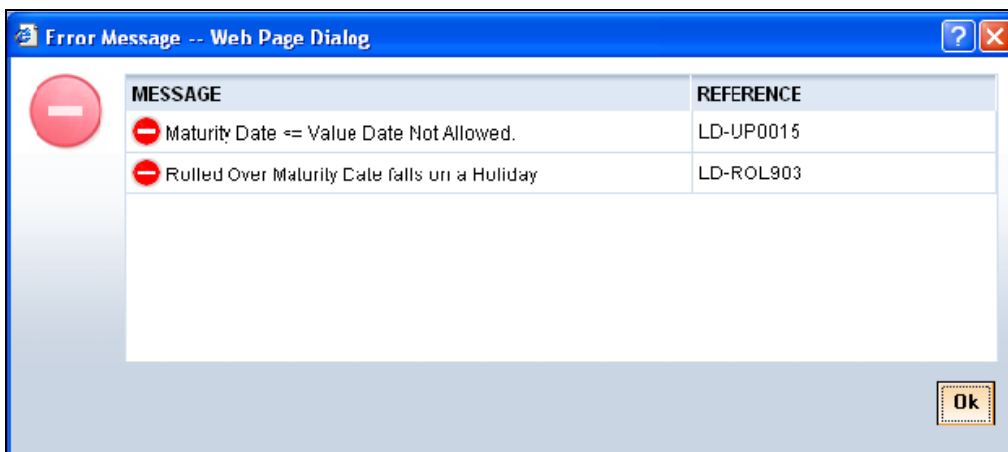 Error Message -- Web Page Dialog
MESSAGE REFERENCE
Maturity Date <= Value Date Not Allowed. LD-UP0015
Rolled Over Maturity Date falls on a Holiday LD-ROL903
Ok